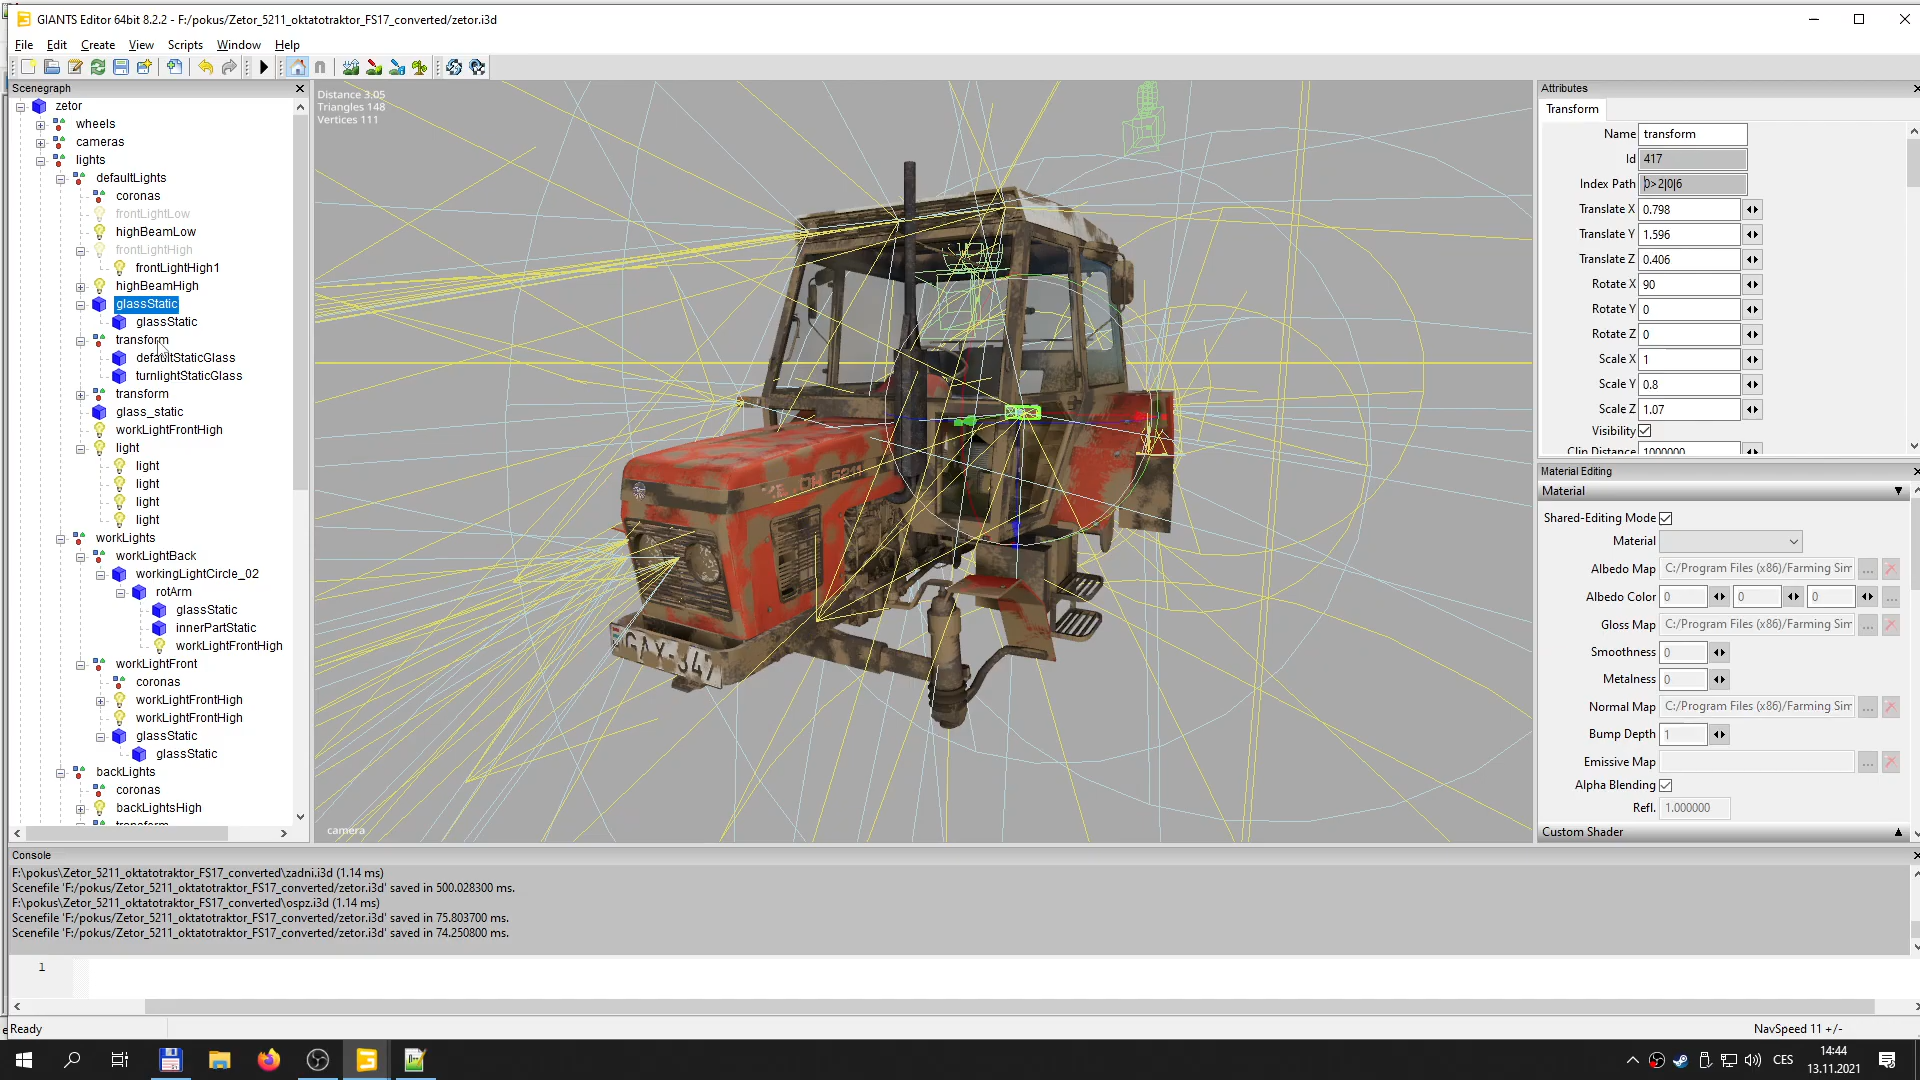 GIANTS Editor 64bit 8.2.2 - F:/pokus/Zetor_5211_oktatotraktor_FS17_converted/zetor.i3d
File Edit Create View Scripts Window Help
Scenegraph
zetor
wheels
cameras
lights
defaultLights
coronas
frontLightLow
highBeamLow
frontLightHigh
frontLightHigh1
highBeamHigh
glassStatic
glassStatic
transform
defaultStaticGlass
turnlightStaticGlass
transform
glass_static
workLightFrontHigh
light
light
light
light
light
workLights
workLightBack
workingLightCircle_02
rotArm
glassStatic
innerPartStatic
workLightFrontHigh
workLightFront
coronas
workLightFrontHigh
workLightFrontHigh
glassStatic
glassStatic
backLights
coronas
backLightsHigh
transform
Distance 3.05
Triangles 148
Vertices 111
camera
Attributes
Transform
Name transform
Id 417
Index Path 0>2|0|6
Translate X 0.798
Translate Y 1.596
Translate Z 0.406
Rotate X 90
Rotate Y 0
Rotate Z 0
Scale X 1
Scale Y 0.8
Scale Z 1.07
Visibility
Clip Distance 1000000
Material Editing
Material
Shared-Editing Mode
Material
Albedo Map C:/Program Files (x86)/Farming Sim
Albedo Color 0 0 0
Gloss Map C:/Program Files (x86)/Farming Sim
Smoothness 0
Metalness 0
Normal Map C:/Program Files (x86)/Farming Sim
Bump Depth 1
Emissive Map
Alpha Blending
Refl. 1.000000
Custom Shader
Console
F:\pokus\Zetor_5211_oktatotraktor_FS17_converted\zadni.i3d (1.14 ms)
Scenefile 'F:/pokus/Zetor_5211_oktatotraktor_FS17_converted/zetor.i3d' saved in 500.028300 ms.
F:\pokus\Zetor_5211_oktatotraktor_FS17_converted\ospz.i3d (1.14 ms)
Scenefile 'F:/pokus/Zetor_5211_oktatotraktor_FS17_converted/zetor.i3d' saved in 75.803700 ms.
Scenefile 'F:/pokus/Zetor_5211_oktatotraktor_FS17_converted/zetor.i3d' saved in 74.250800 ms.
1
Ready
NavSpeed 11 +/-
CES
14:44
13.11.2021